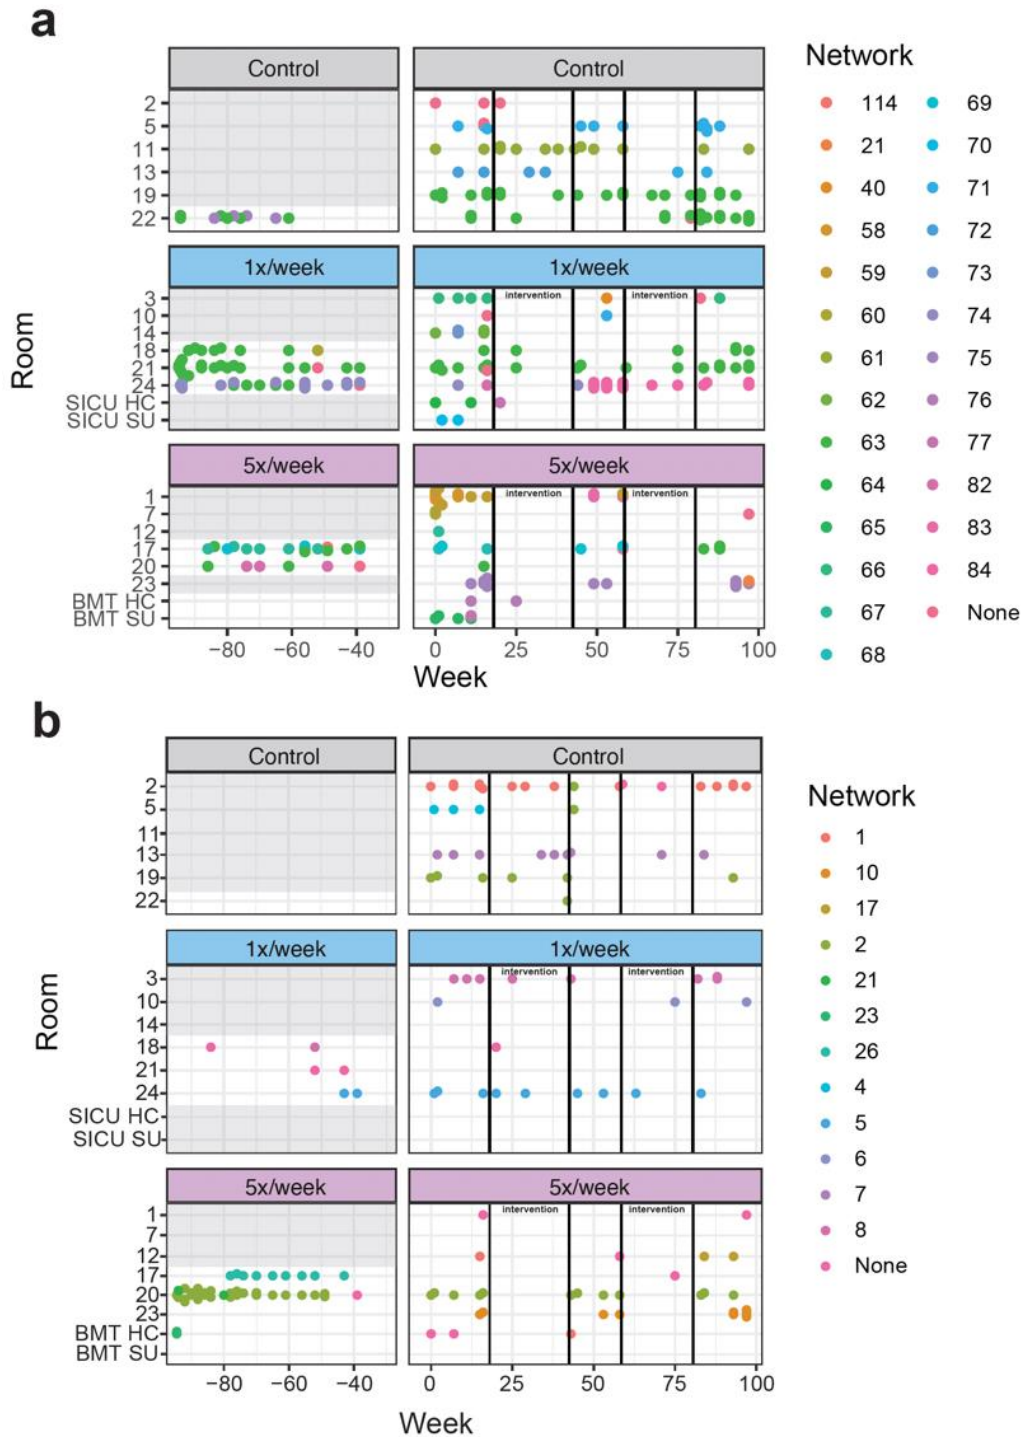 a
Control Control
Network
2
5
11
13
19
22
114 69
21 70
40 71
58 72
59 73
60 74
61 75
62 76
63 77
64 82
65 83
66 84
67 None
68
1x/week 1x/week
intervention intervention
3
10
14
18
21
24
SICU HC
SICU SU
Room
5x/week 5x/week
intervention intervention
1
7
12
17
20
23
BMT HC
BMT SU
−80 −60 −40 0 25 50 75 100
Week
b
Control Control
Network
2
5
11
13
19
22
1
10
17
2
21
23
26
4
5
6
7
8
None
1x/week 1x/week
intervention intervention
3
10
14
18
21
24
SICU HC
SICU SU
Room
5x/week 5x/week
intervention intervention
1
7
12
17
20
23
BMT HC
BMT SU
−80 −60 −40 0 25 50 75 100
Week